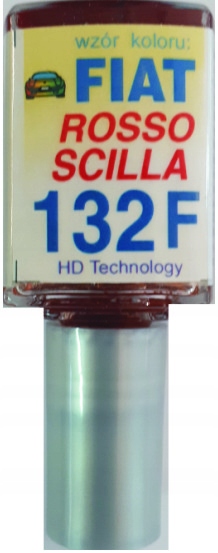 wzór koloru:
FIAT
ROSSO
SCILLA
132F
HD Technology